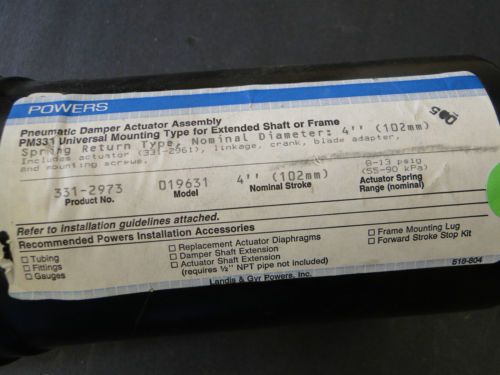 POWERS
Pneumatic Damper Actuator Assembly
PM331 Universal Mounting Type for Extended Shaft or Frame
Spring Return Type, Nominal Diameter: 4'' (102mm)
Includes actuator (331-2961), linkage, crank, blade adapter,
and mounting screws.
331-2973
Product No.
019631
Model
4'' (102mm)
Nominal Stroke
8-13 psig
(55-90 kPa)
Actuator Spring
Range (nominal)
Refer to installation guidelines attached.
Recommended Powers Installation Accessories
☐ Tubing
☐ Fittings
☐ Gauges
☐ Replacement Actuator Diaphragms
☐ Damper Shaft Extension
☐ Actuator Shaft Extension
(requires ½" NPT pipe not included)
☐ Frame Mounting Lug
☐ Forward Stroke Stop Kit
Landis & Gyr Powers, Inc.
518-604